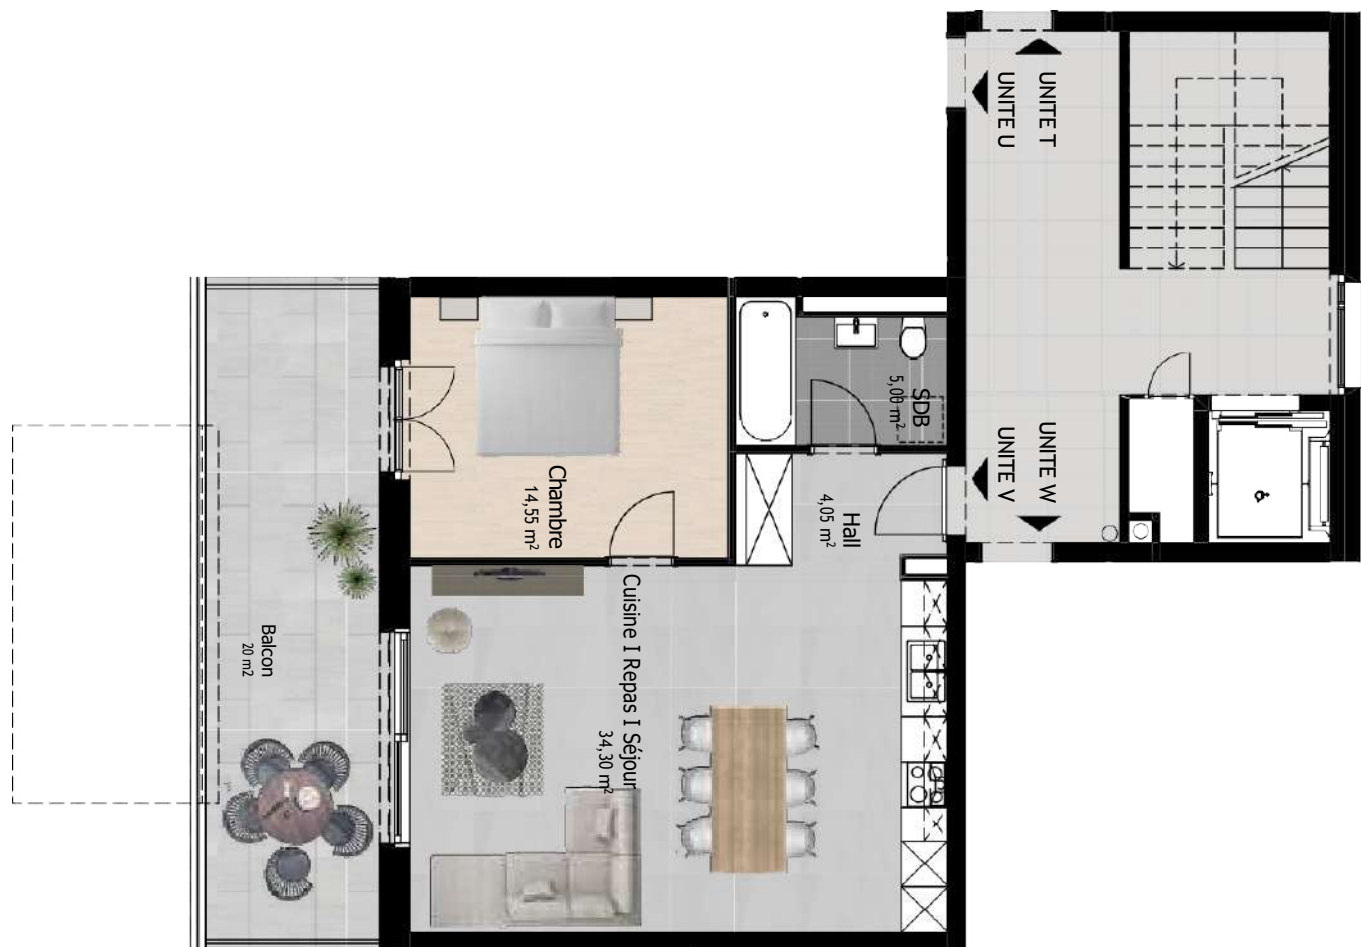 UNITE T
UNITE U
UNITE W
UNITE V
SDB
5,00 m²
Hall
4,05 m²
Chambre
14,55 m²
Cuisine I Repas I Séjour
34,30 m²
Balcon
20 m2